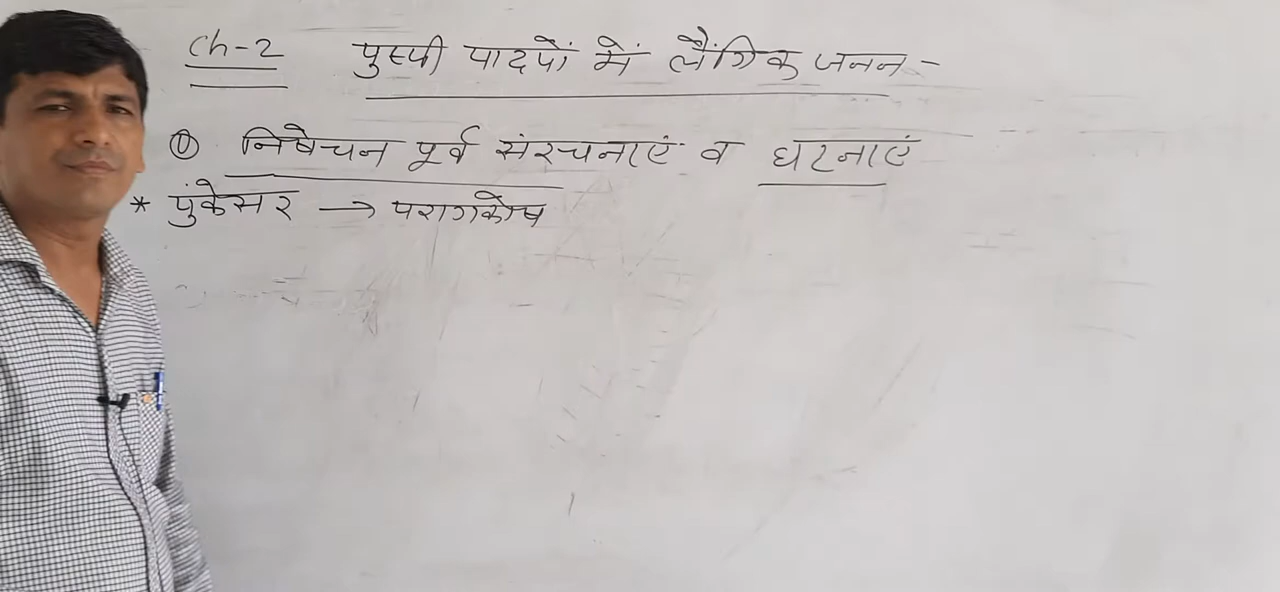 Ch-2 पुष्पी पादपों में लैंगिक जनन -
① निषेचन पूर्व संरचनाएं व घटनाएं
* पुंकेसर → परागकोष